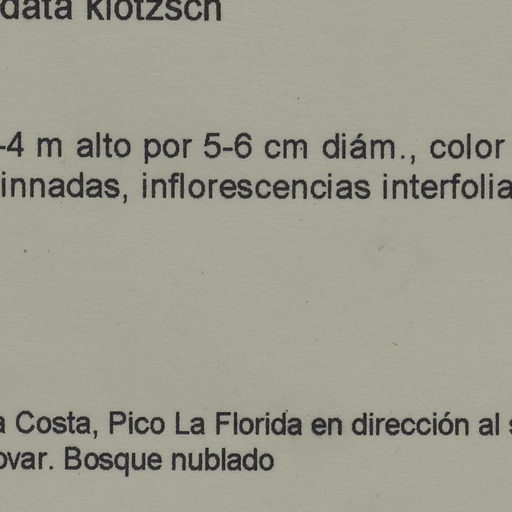 data klotzsch
-4 m alto por 5-6 cm diám., color
innadas, inflorescencias interfolia
a Costa, Pico La Florida en dirección al s
ovar. Bosque nublado